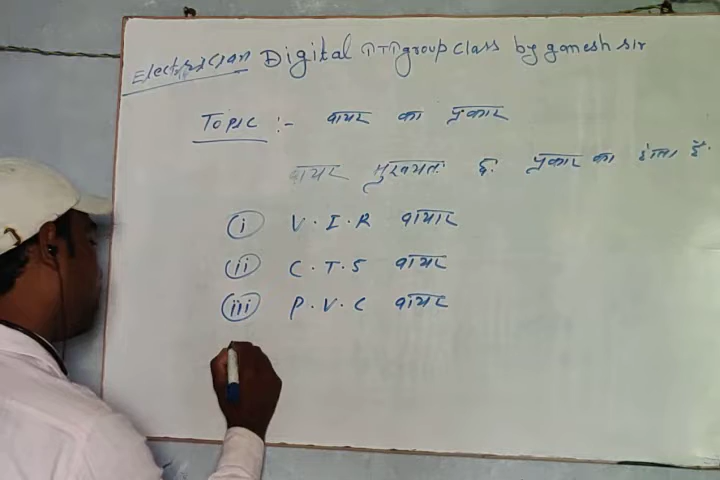 Electrician Digital ITI group class by ganesh sir
Topic :- वायर का प्रकार
वायर मुख्यतः छः प्रकार का होता है.
(i) V.I.R वायर
(ii) C.T.S वायर
(iii) P.V.C वायर